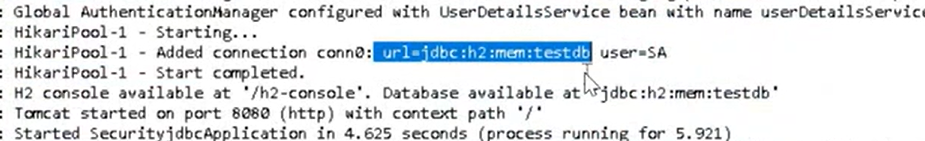 : Global AuthenticationManager configured with UserDetailsService bean with name userDetailsService
: HikariPool-1 - Starting...
: HikariPool-1 - Added connection conn0: url=jdbc:h2:mem:testdb user=SA
: HikariPool-1 - Start completed.
: H2 console available at '/h2-console'. Database available at 'jdbc:h2:mem:testdb'
: Tomcat started on port 8080 (http) with context path '/'
: Started SecurityjdbcApplication in 4.625 seconds (process running for 5.921)